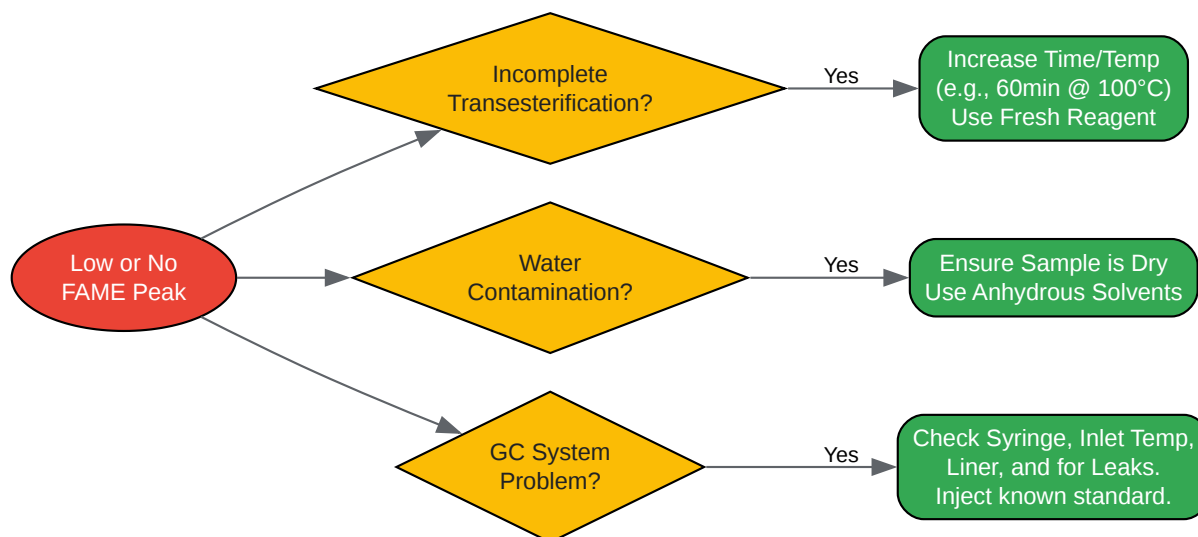 Incomplete
Transesterification?
Yes
Increase Time/Temp
(e.g., 60min @ 100°C)
Use Fresh Reagent
Low or No
FAME Peak
Water
Contamination?
Yes
Ensure Sample is Dry
Use Anhydrous Solvents
GC System
Problem?
Yes
Check Syringe, Inlet Temp,
Liner, and for Leaks.
Inject known standard.